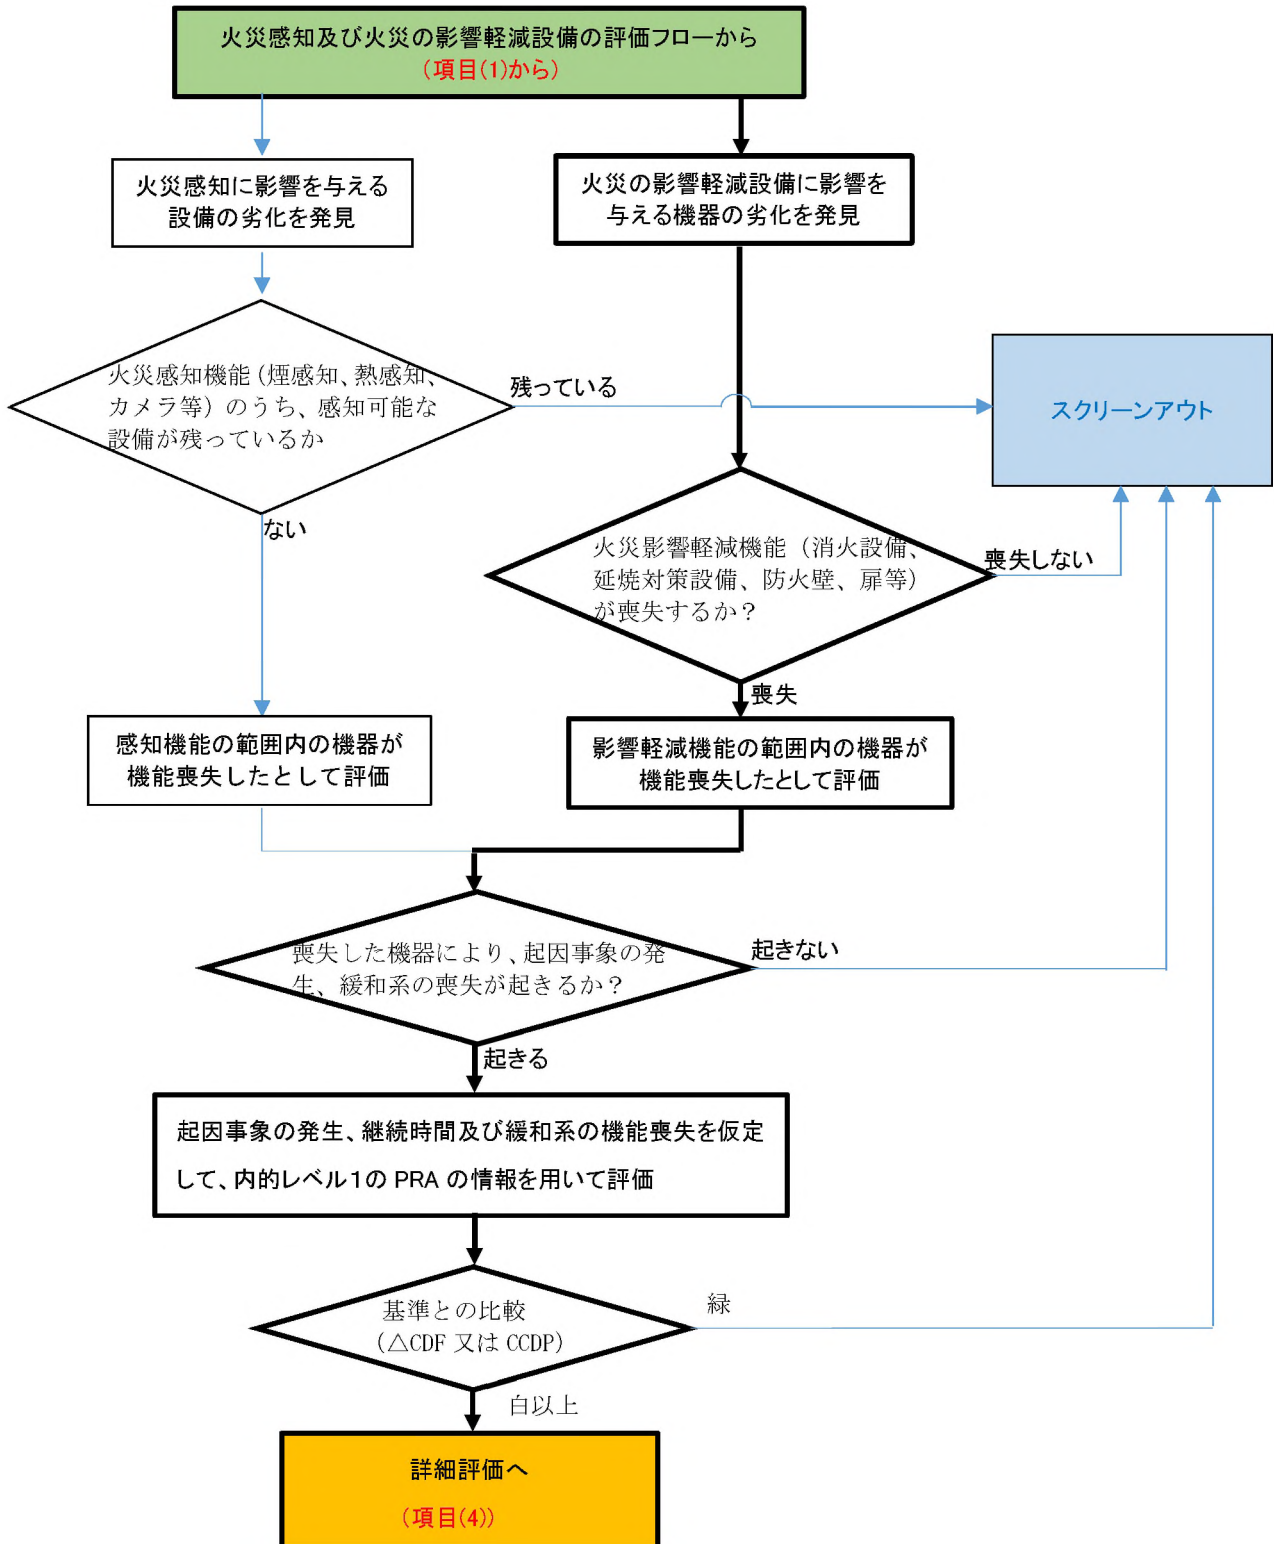 火災感知及び火災の影響軽減設備の評価フローから
（項目(1)から）
火災感知に影響を与える
設備の劣化を発見
火災の影響軽減設備に影響を
与える機器の劣化を発見
火災感知機能（煙感知、熱感知、
カメラ等）のうち、感知可能な
設備が残っているか
残っている
スクリーンアウト
ない
火災影響軽減機能（消火設備、
延焼対策設備、防火壁、扉等）
が喪失するか？
喪失しない
喪失
感知機能の範囲内の機器が
機能喪失したとして評価
影響軽減機能の範囲内の機器が
機能喪失したとして評価
喪失した機器により、起因事象の発
生、緩和系の喪失が起きるか？
起きない
起きる
起因事象の発生、継続時間及び緩和系の機能喪失を仮定
して、内的レベル１の PRA の情報を用いて評価
基準との比較
（△CDF 又は CCDP）
緑
白以上
詳細評価へ
（項目(4)）